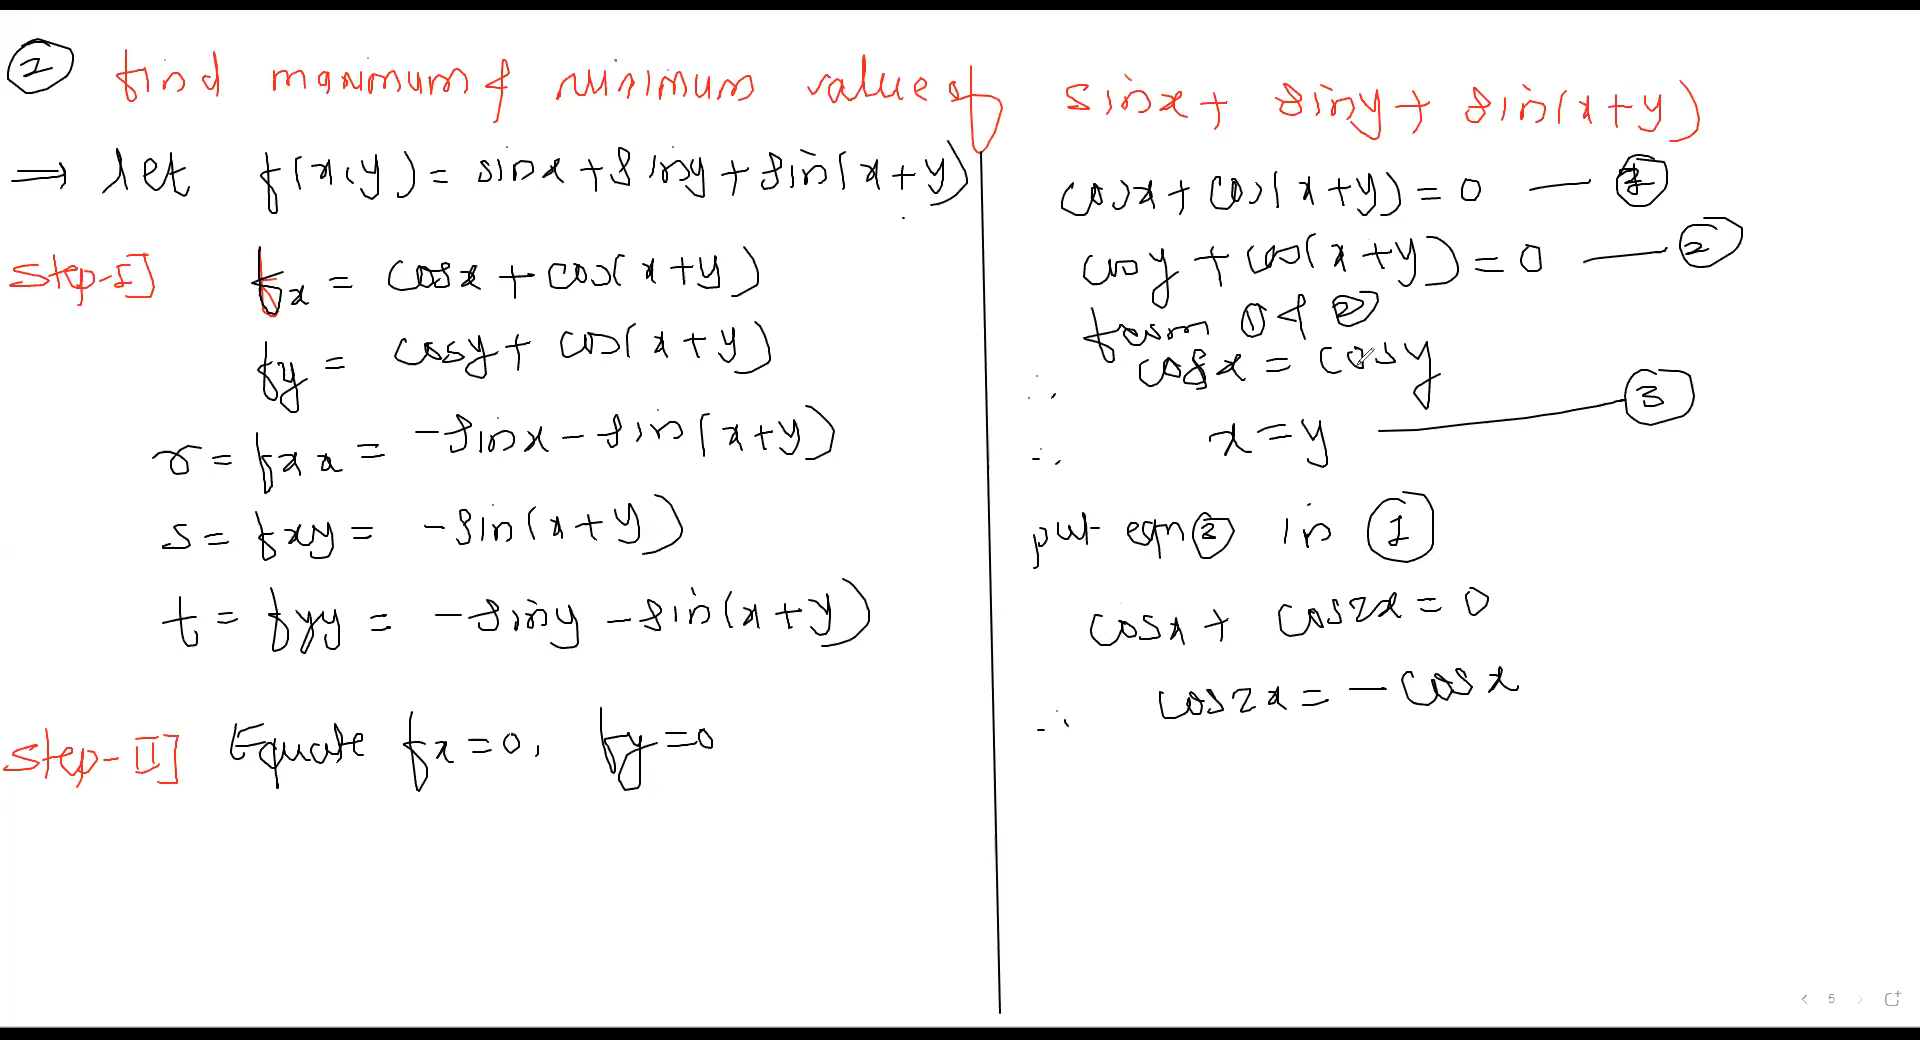 ② find maximum & minimum value of sinx + siny + sin(x+y)
⇒ let f(x,y) = sinx + siny + sin(x+y)
Step-I] fx = cosx + cos(x+y)
fy = cosy + cos(x+y)
r = fxx = -sinx - sin(x+y)
s = fxy = -sin(x+y)
t = fyy = -siny - sin(x+y)
Step-II] Equate fx = 0, fy = 0
cosx + cos(x+y) = 0 — ①
cosy + cos(x+y) = 0 — ②
from ① & ②
∴ cosx = cosy
∴ x = y — ③
put eqn ③ in ①
cosx + cos2x = 0
∴ cos2x = - cosx
< 5 >